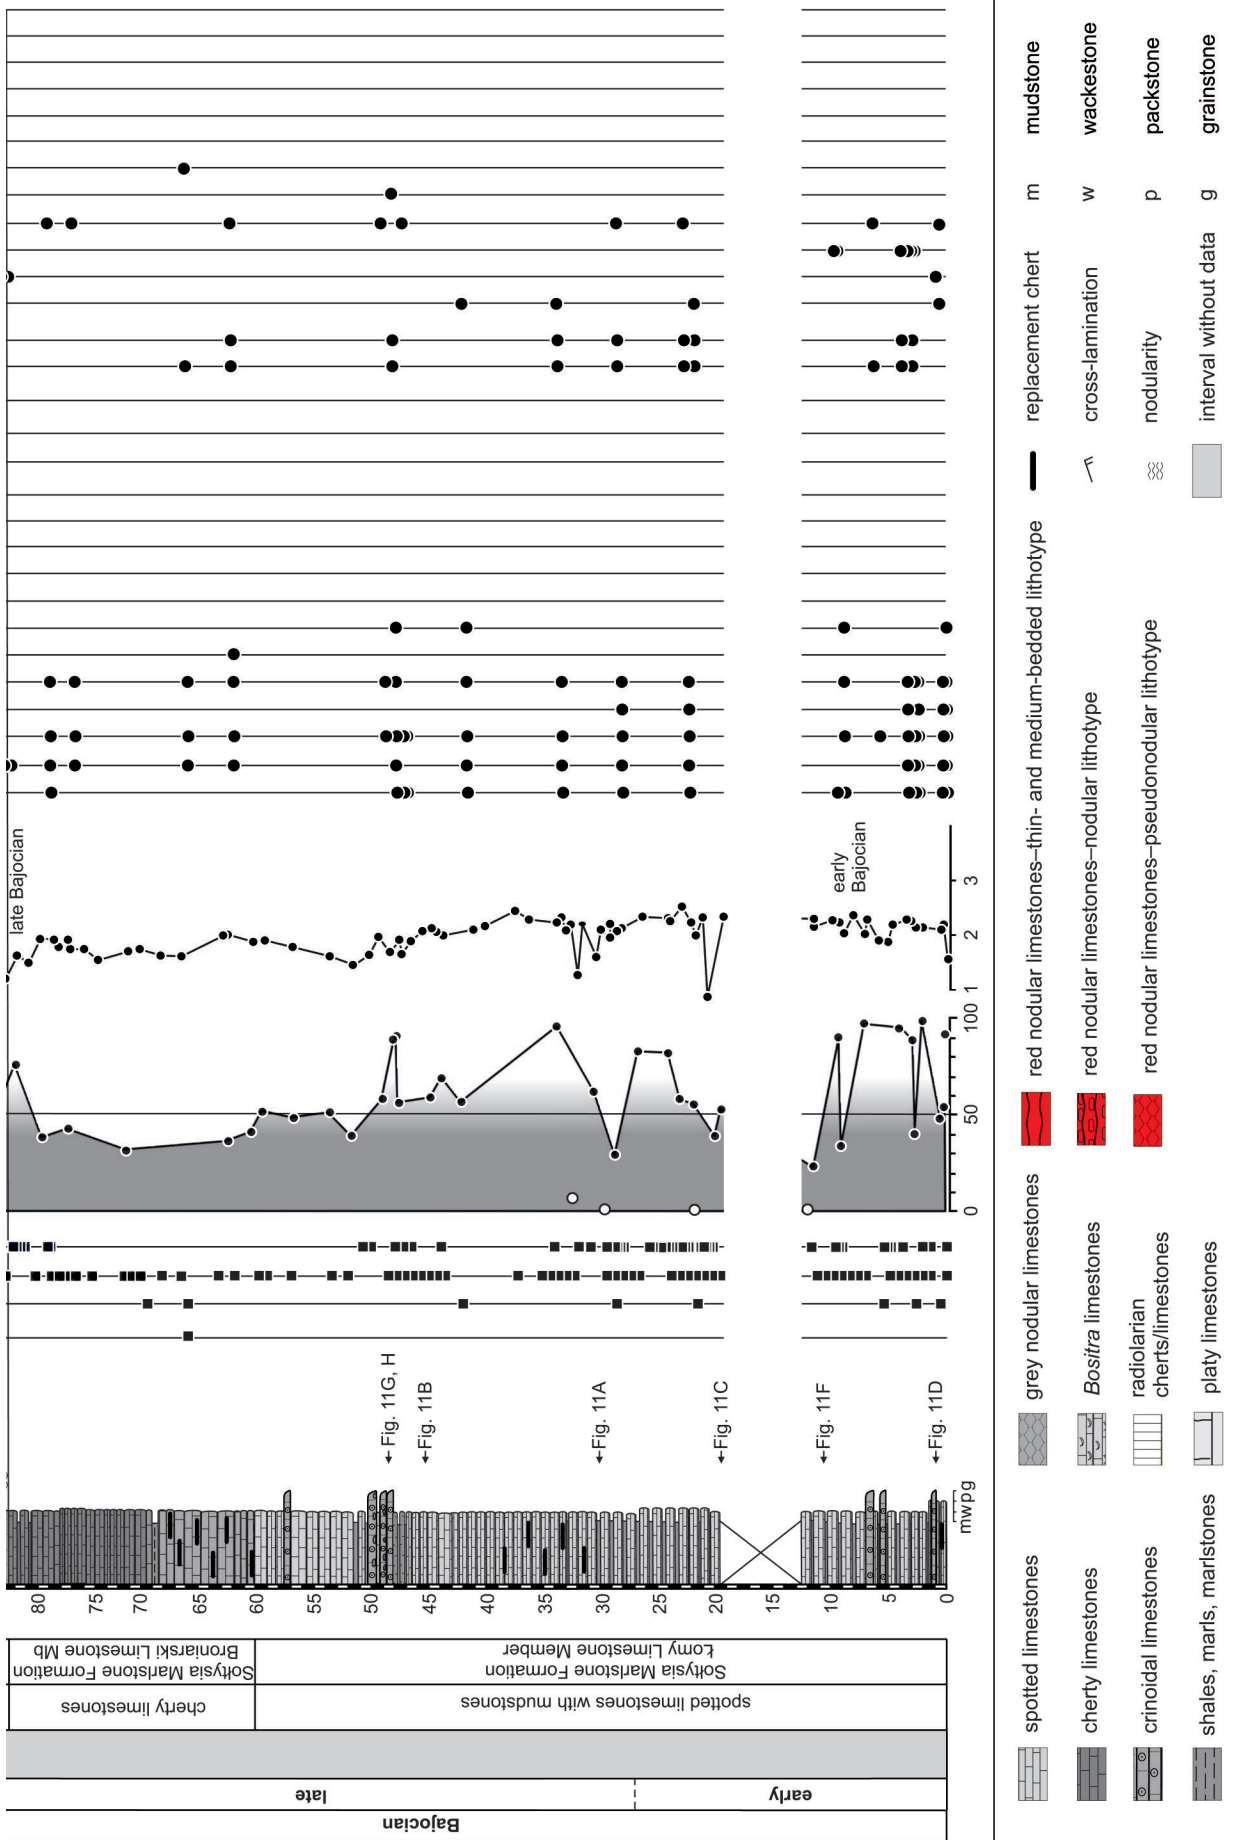 late Bajocian
early
Bajocian
3
2
1
100
50
0
Fig. 11G, H
Fig. 11B
Fig. 11A
Fig. 11C
Fig. 11F
Fig. 11D
mwpg
80
75
70
65
60
55
50
45
40
35
30
25
20
15
10
5
0
Sołtysia Marlstone Formation
Broniarski Limestone Mb
Sołtysia Marlstone Formation
Łomy Limestone Member
cherty limestones
spotted limestones with mudstones
late
early
Bajocian
spotted limestones
cherty limestones
crinoidal limestones
shales, marls, marlstones
grey nodular limestones
Bositra limestones
radiolarian
cherts/limestones
platy limestones
red nodular limestones–thin- and medium-bedded lithotype
red nodular limestones–nodular lithotype
red nodular limestones–pseudonodular lithotype
replacement chert
cross-lamination
nodularity
interval without data
m mudstone
w wackestone
p packstone
g grainstone